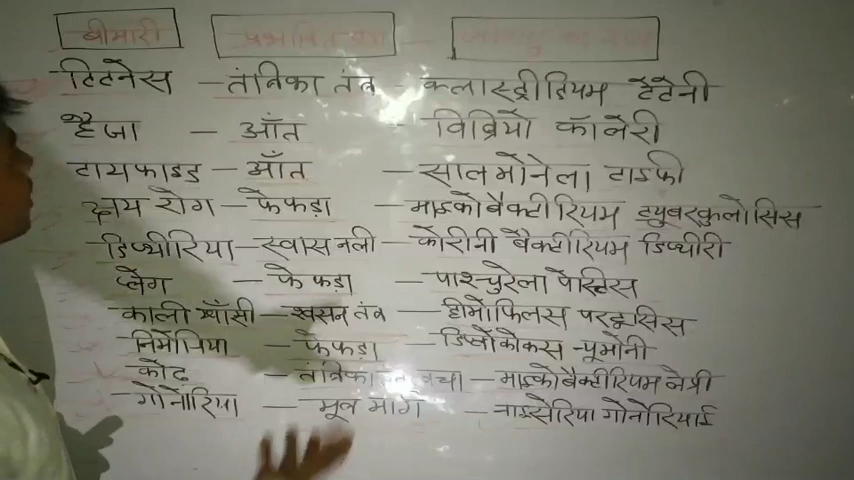 बीमारी प्रभावित अंग
टिटनेस - तंत्रिका तंत्र - क्लास्ट्रीडियम टेटेनी
हैजा - आँत - विब्रियो कॉलेरी
टायफाइड - आँत - सालमोनेला टाइफी
क्षय रोग - फेफड़ा - माइकोबैक्टीरियम ट्यूबरकुलोसिस
डिप्थीरिया - स्वास नली - कोरीनी बैक्टीरियम डिप्थीरी
प्लेग - फेफड़ा - पाश्चुरेला पेस्टिस
काली खाँसी - श्वसन तंत्र - हीमोफिलस परट्रूसिस
निमोनिया - फेफड़ा - डिप्लोकोकस न्यूमोनी
कोढ़ - तंत्रिका त्वचा - माइकोबैक्टीरियम लेप्री
गोनोरिया - मूत्र मार्ग - नाइसेरिया गोनोरियाई